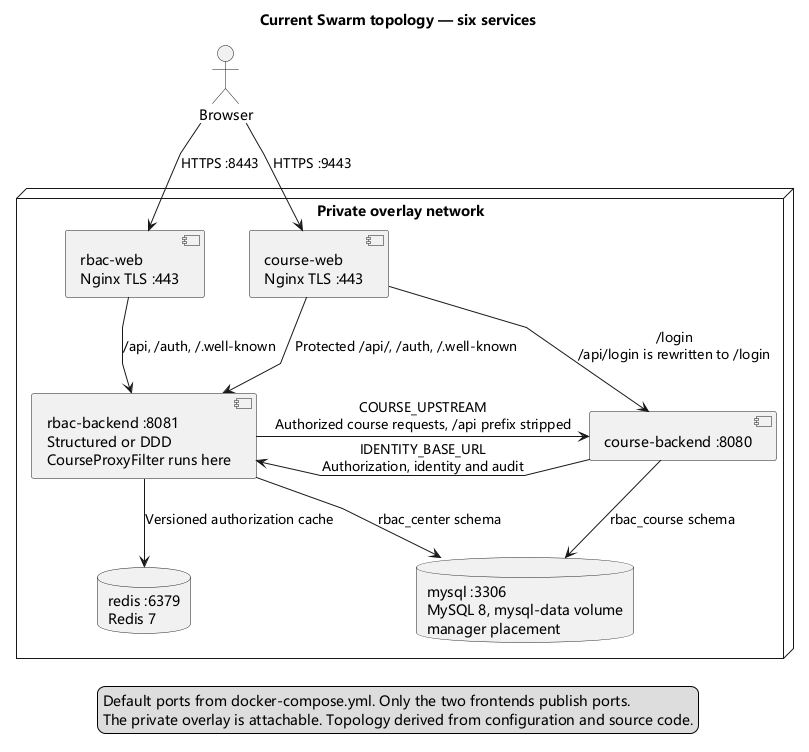 Current Swarm topology — six services
Browser
HTTPS :8443
HTTPS :9443
Private overlay network
rbac-web
Nginx TLS :443
course-web
Nginx TLS :443
/api, /auth, /.well-known
Protected /api/, /auth, /.well-known
/login
/api/login is rewritten to /login
rbac-backend :8081
Structured or DDD
CourseProxyFilter runs here
COURSE_UPSTREAM
Authorized course requests, /api prefix stripped
IDENTITY_BASE_URL
Authorization, identity and audit
course-backend :8080
Versioned authorization cache
rbac_center schema
rbac_course schema
redis :6379
Redis 7
mysql :3306
MySQL 8, mysql-data volume
manager placement
Default ports from docker-compose.yml. Only the two frontends publish ports.
The private overlay is attachable. Topology derived from configuration and source code.